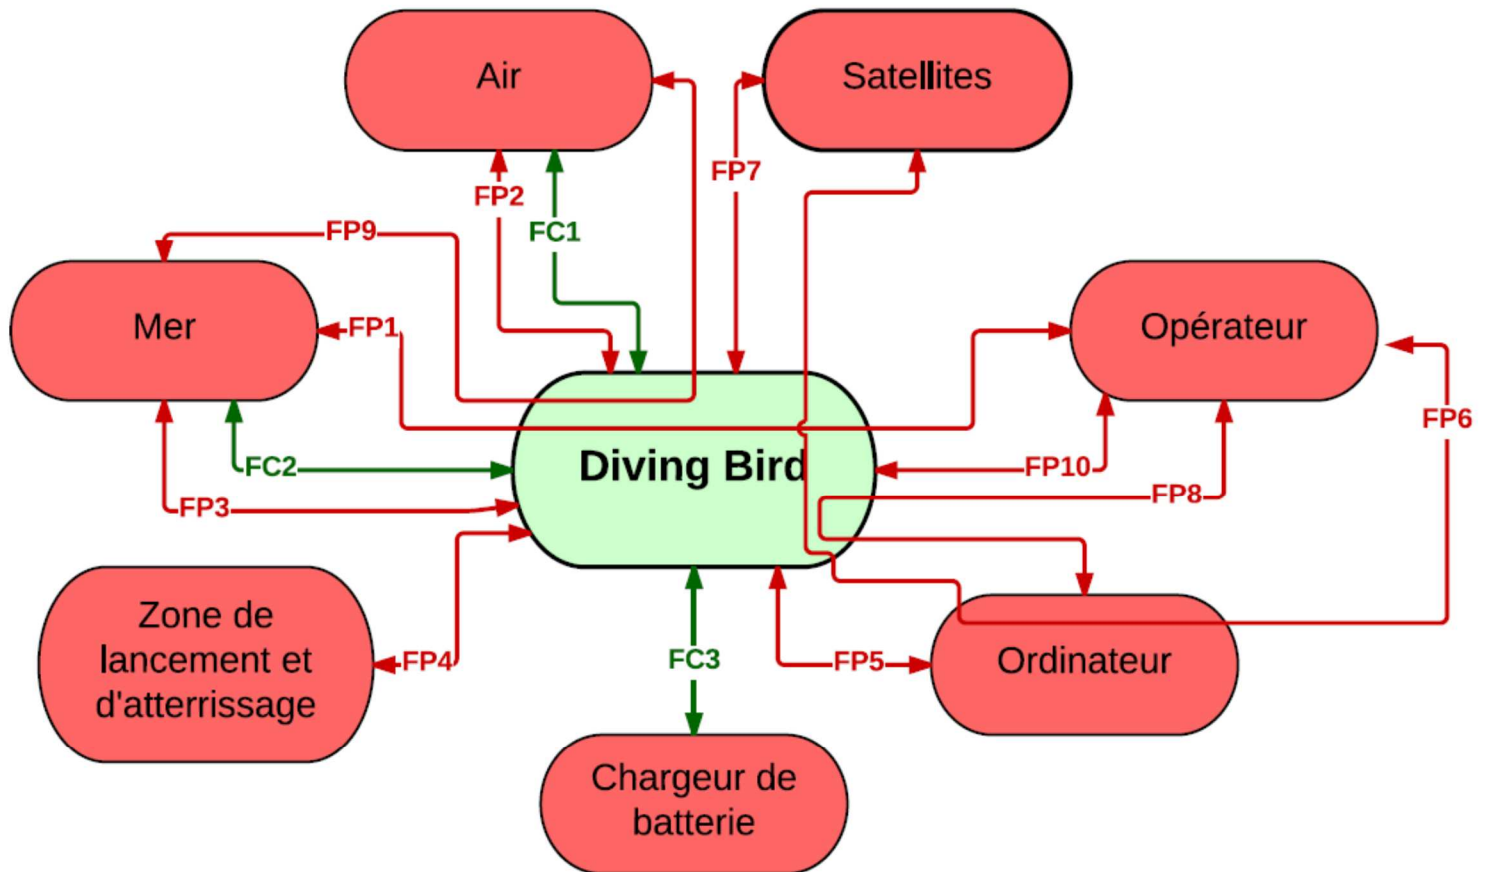 Air
Satellites
FP7
FP2
FC1
FP9
Mer
FP1
Opérateur
FP6
Diving Bird
FC2
FP10
FP8
FP3
Zone de
lancement et
d'atterrissage
FP4
FC3
FP5
Ordinateur
Chargeur de
batterie